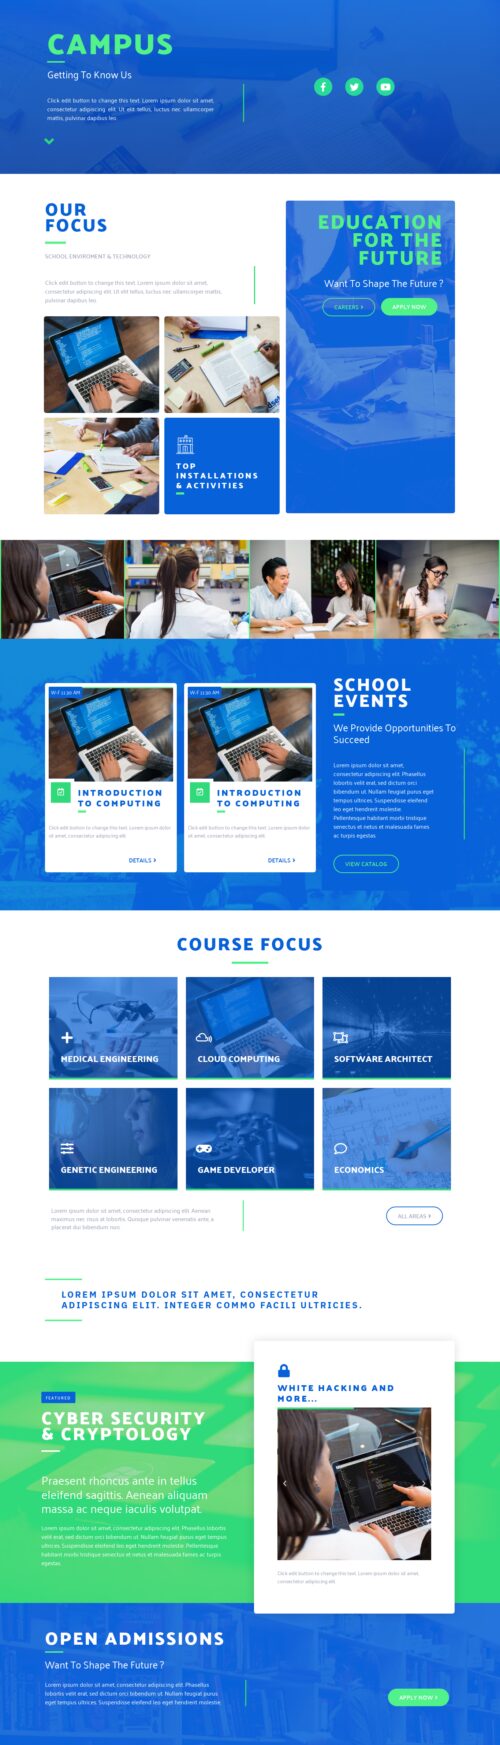 CAMPUS
Getting To Know Us
Click edit button to change this text. Lorem ipsum dolor sit amet,
consectetur adipiscing elit. Ut elit tellus, luctus nec ullamcorper
mattis, pulvinar dapibus leo.
OUR
FOCUS
SCHOOL ENVIROMENT & TECHNOLOGY
Click edit button to change this text. Lorem ipsum dolor sit amet,
consectetur adipiscing elit. Ut elit tellus, luctus nec ullamcorper mattis,
pulvinar dapibus leo.
TOP
INSTALLATIONS
& ACTIVITIES
EDUCATION
FOR THE
FUTURE
Want To Shape The Future ?
CAREERS
APPLY NOW
W-F 11:30 AM
INTRODUCTION
TO COMPUTING
Click edit button to change this text. Lorem ipsum dolor
sit amet, consectetur adipiscing elit.
DETAILS
W-F 11:30 AM
INTRODUCTION
TO COMPUTING
Click edit button to change this text. Lorem ipsum dolor
sit amet, consectetur adipiscing elit.
DETAILS
SCHOOL
EVENTS
We Provide Opportunities To
Succeed
Lorem ipsum dolor sit amet,
consectetur adipiscing elit. Phasellus
lobortis eleifend nulla, nec dictum orci
bibendum ut. Nullam feugiat purus eget
tempus ultrices. Suspendisse eleifend
leo eget hendrerit molestie.
Pellentesque habitant morbi tristique
senectus et netus et malesuada fames
ac turpis egestas.
VIEW CATALOG
COURSE FOCUS
MEDICAL ENGINEERING
CLOUD COMPUTING
SOFTWARE ARCHITECT
GENETIC ENGINEERING
GAME DEVELOPER
ECONOMICS
Lorem ipsum dolor sit amet, consectetur adipiscing elit. Aenean
maximus nec risus at lobortis. Quisque pulvinar venenatis ante, a
placerat dui bibendum non.
ALL AREAS
LOREM IPSUM DOLOR SIT AMET, CONSECTETUR
ADIPISCING ELIT. INTEGER COMMO FACILI ULTRICIES.
FEATURED
CYBER SECURITY
& CRYPTOLOGY
Praesent rhoncus ante in tellus
eleifend sagittis. Aenean aliquam
massa ac neque iaculis volutpat.
Lorem ipsum dolor sit amet, consectetur adipiscing elit. Phasellus
lobortis eleifend nulla, nec dictum orci bibendum ut. Nullam feugiat purus eget tempus
ultrices. Suspendisse eleifend leo eget hendrerit molestie. Pellentesque
habitant morbi tristique senectus et netus et malesuada fames ac turpis
egestas.
WHITE HACKING AND
MORE...
Click edit button to change this text. Lorem ipsum dolor sit amet,
consectetur adipiscing elit.
OPEN ADMISSIONS
Want To Shape The Future ?
Lorem ipsum dolor sit amet, consectetur adipiscing elit. Phasellus
lobortis eleifend nulla, nec dictum orci bibendum ut. Nullam feugiat purus
eget tempus ultrices. Suspendisse eleifend leo eget hendrerit molestie.
APPLY NOW